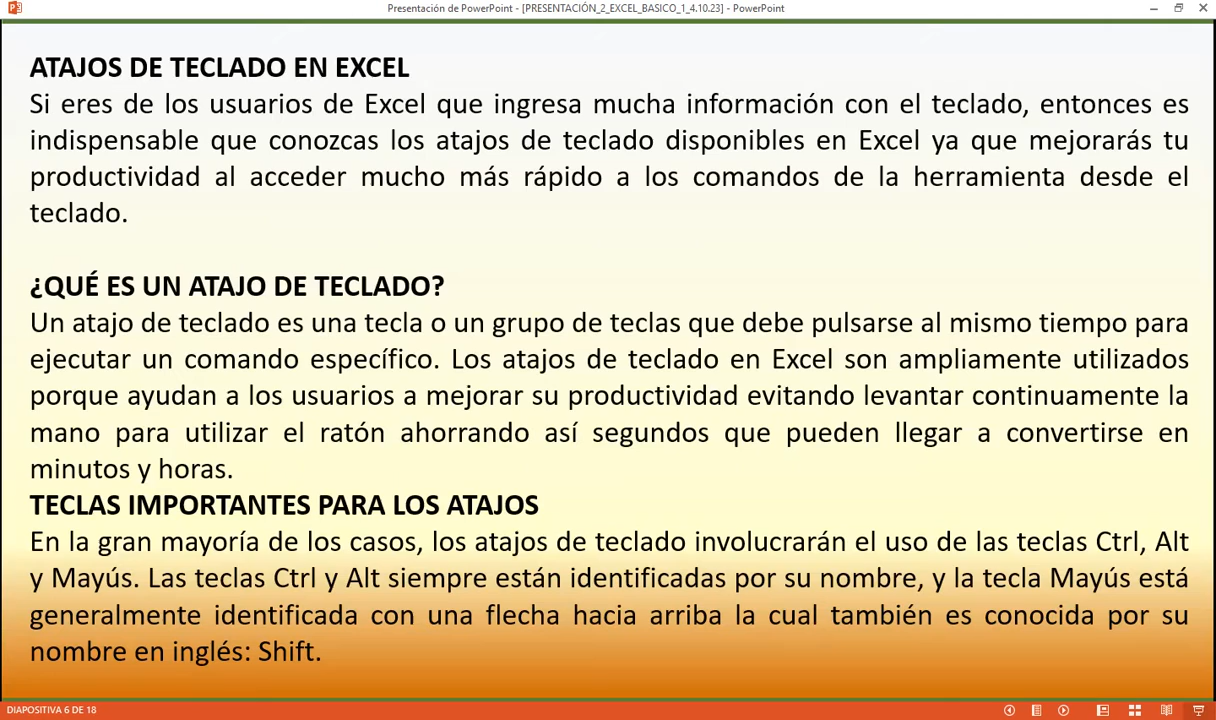 Presentación de PowerPoint - [PRESENTACIÓN_2_EXCEL_BASICO_1_4.10.23] - PowerPoint
ATAJOS DE TECLADO EN EXCEL
Si eres de los usuarios de Excel que ingresa mucha información con el teclado, entonces es
indispensable que conozcas los atajos de teclado disponibles en Excel ya que mejorarás tu
productividad al acceder mucho más rápido a los comandos de la herramienta desde el
teclado.
¿QUÉ ES UN ATAJO DE TECLADO?
Un atajo de teclado es una tecla o un grupo de teclas que debe pulsarse al mismo tiempo para
ejecutar un comando específico. Los atajos de teclado en Excel son ampliamente utilizados
porque ayudan a los usuarios a mejorar su productividad evitando levantar continuamente la
mano para utilizar el ratón ahorrando así segundos que pueden llegar a convertirse en
minutos y horas.
TECLAS IMPORTANTES PARA LOS ATAJOS
En la gran mayoría de los casos, los atajos de teclado involucrarán el uso de las teclas Ctrl, Alt
y Mayús. Las teclas Ctrl y Alt siempre están identificadas por su nombre, y la tecla Mayús está
generalmente identificada con una flecha hacia arriba la cual también es conocida por su
nombre en inglés: Shift.
DIAPOSITIVA 6 DE 18